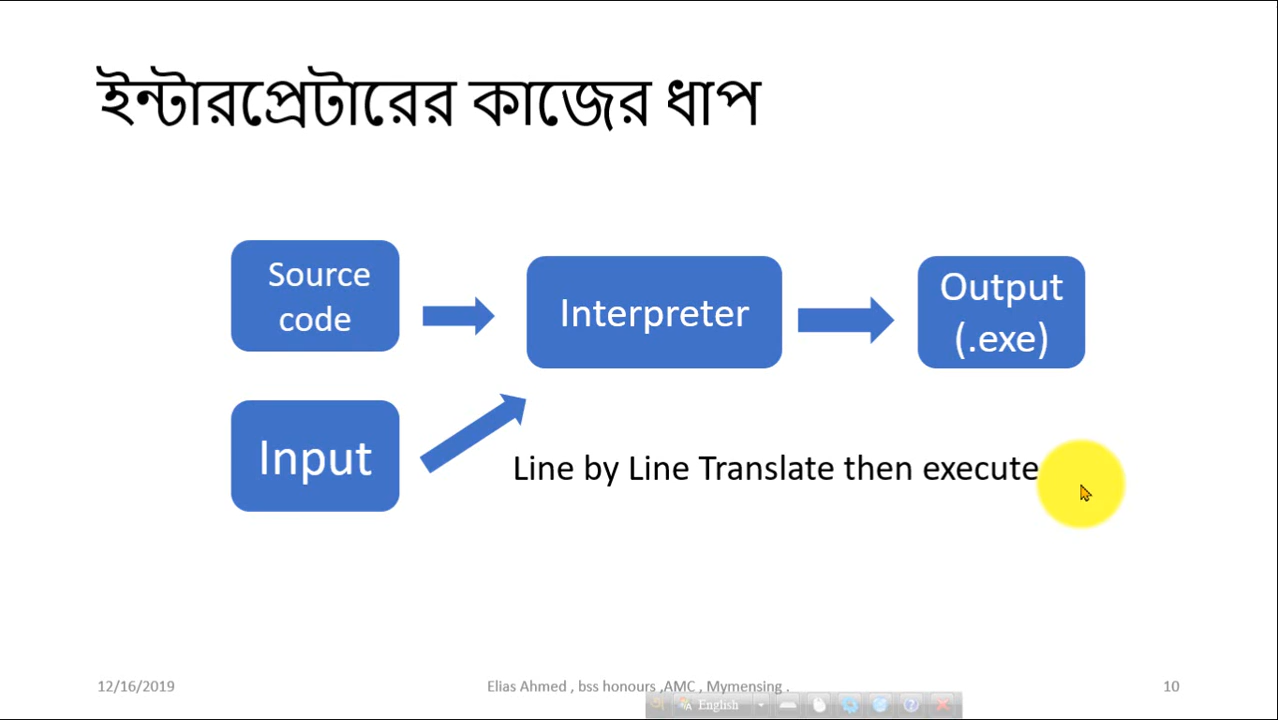 ইন্টারপ্রেটারের কাজের ধাপ
Source
code
Interpreter
Output
(.exe)
Input
Line by Line Translate then execute
12/16/2019
Elias Ahmed , bss honours ,AMC , Mymensing .
10
English